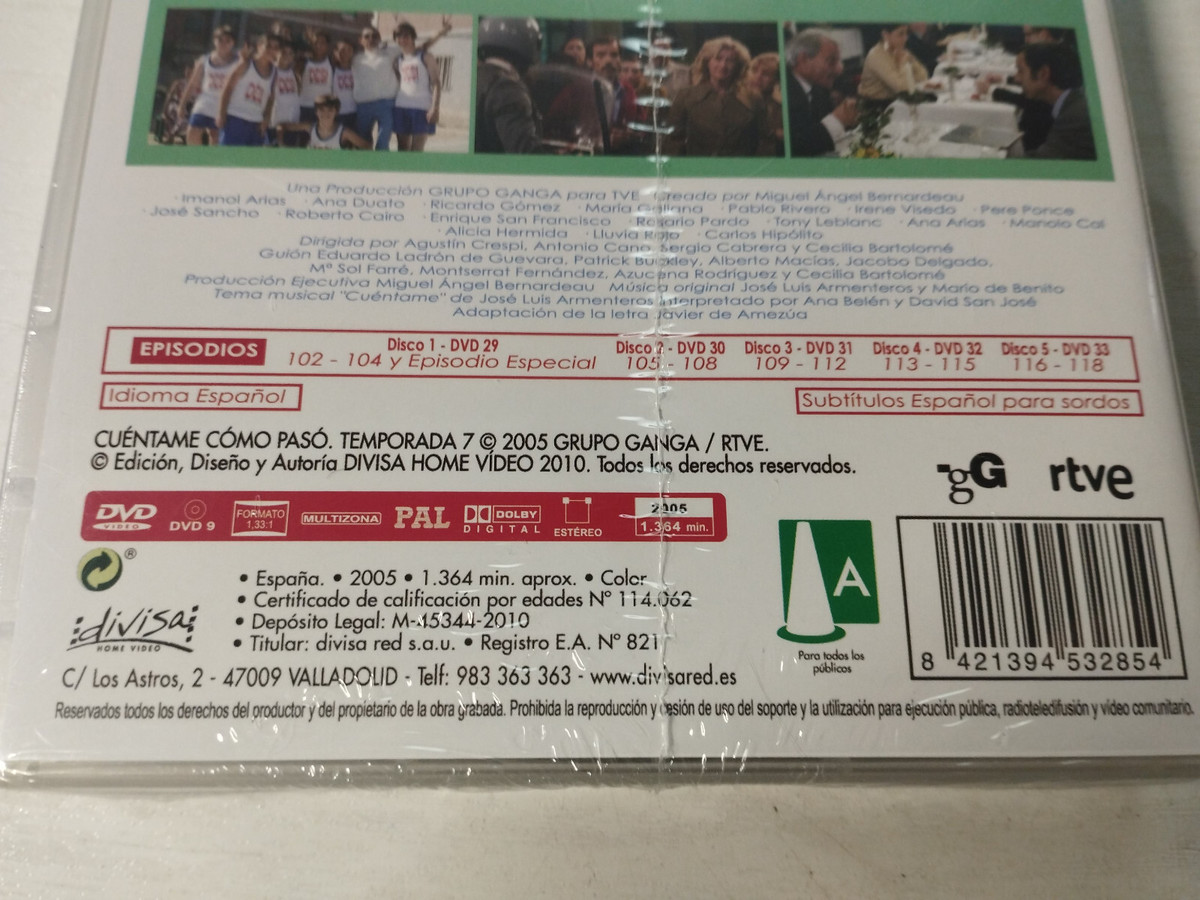 Una Producción GRUPO GANGA para TVE Creado por Miguel Ángel Bernardeau
· Imanol Arias · Ana Duato · Ricardo Gómez · María Galiana · Pablo Rivero · Irene Visedo · Pere Ponce
· José Sancho · Roberto Cairo · Enrique San Francisco · Rosario Pardo · Tony Leblanc · Ana Arias · Manolo Cal
· Alicia Hermida · Lluvia Rojo · Carlos Hipólito
Dirigida por Agustín Crespi, Antonio Cano, Sergio Cabrera y Cecilia Bartolomé
Guión Eduardo Ladrón de Guevara, Patrick Buckley, Alberto Macías, Jacobo Delgado,
Mª Sol Farré, Montserrat Fernández, Azucena Rodríguez y Cecilia Bartolomé
Producción Ejecutiva Miguel Ángel Bernardeau Música original José Luis Armenteros y Mario de Benito
Tema musical "Cuéntame" de José Luis Armenteros Interpretado por Ana Belén y David San José
Adaptación de la letra Javier de Amezúa
EPISODIOS
Disco 1 - DVD 29
102 - 104 y Episodio Especial
Disco 2 - DVD 30
105 - 108
Disco 3 - DVD 31
109 - 112
Disco 4 - DVD 32
113 - 115
Disco 5 - DVD 33
116 - 118
Idioma Español
Subtítulos Español para sordos
CUÉNTAME CÓMO PASÓ. TEMPORADA 7 © 2005 GRUPO GANGA / RTVE.
© Edición, Diseño y Autoría DIVISA HOME VÍDEO 2010. Todos los derechos reservados.
gG
rtve
DVD VIDEO
DVD 9
FORMATO
1,33:1
MULTIZONA
PAL
DOLBY
DIGITAL
ESTÉREO
2005
1.364 min.
®
divisa
HOME VIDEO
• España. • 2005 • 1.364 min. aprox. • Color
• Certificado de calificación por edades Nº 114.062
• Depósito Legal: M-45344-2010
• Titular: divisa red s.a.u. • Registro E.A. Nº 821
C/ Los Astros, 2 - 47009 VALLADOLID - Telf: 983 363 363 - www.divisared.es
A
Para todos los
públicos
8 421394 532854
Reservados todos los derechos del productor y del propietario de la obra grabada. Prohibida la reproducción y cesión de uso del soporte y la utilización para ejecución pública, radioteledifusión y vídeo comunitario.